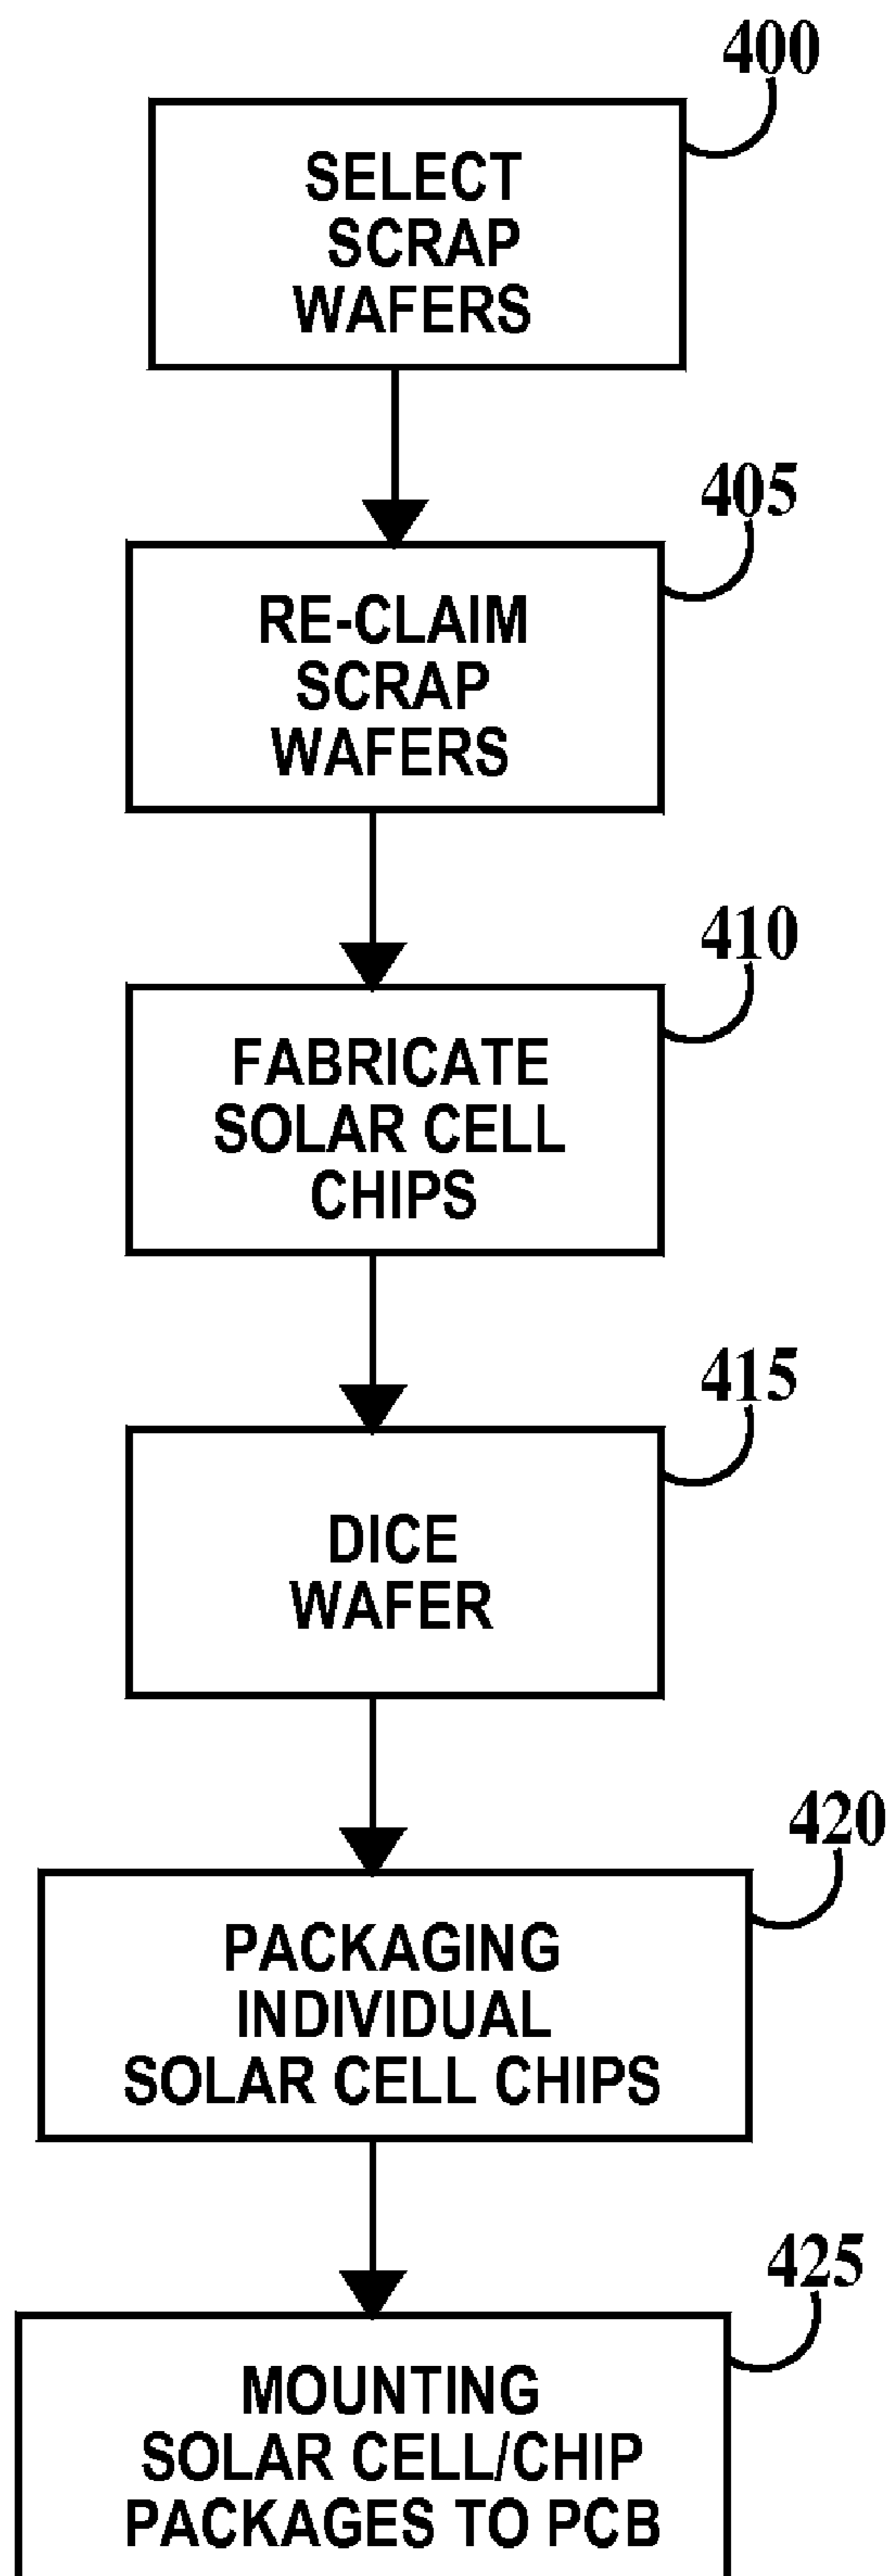 400
SELECT
SCRAP
WAFERS
405
RE-CLAIM
SCRAP
WAFERS
410
FABRICATE
SOLAR CELL
CHIPS
415
DICE
WAFER
420
PACKAGING
INDIVIDUAL
SOLAR CELL CHIPS
425
MOUNTING
SOLAR CELL/CHIP
PACKAGES TO PCB